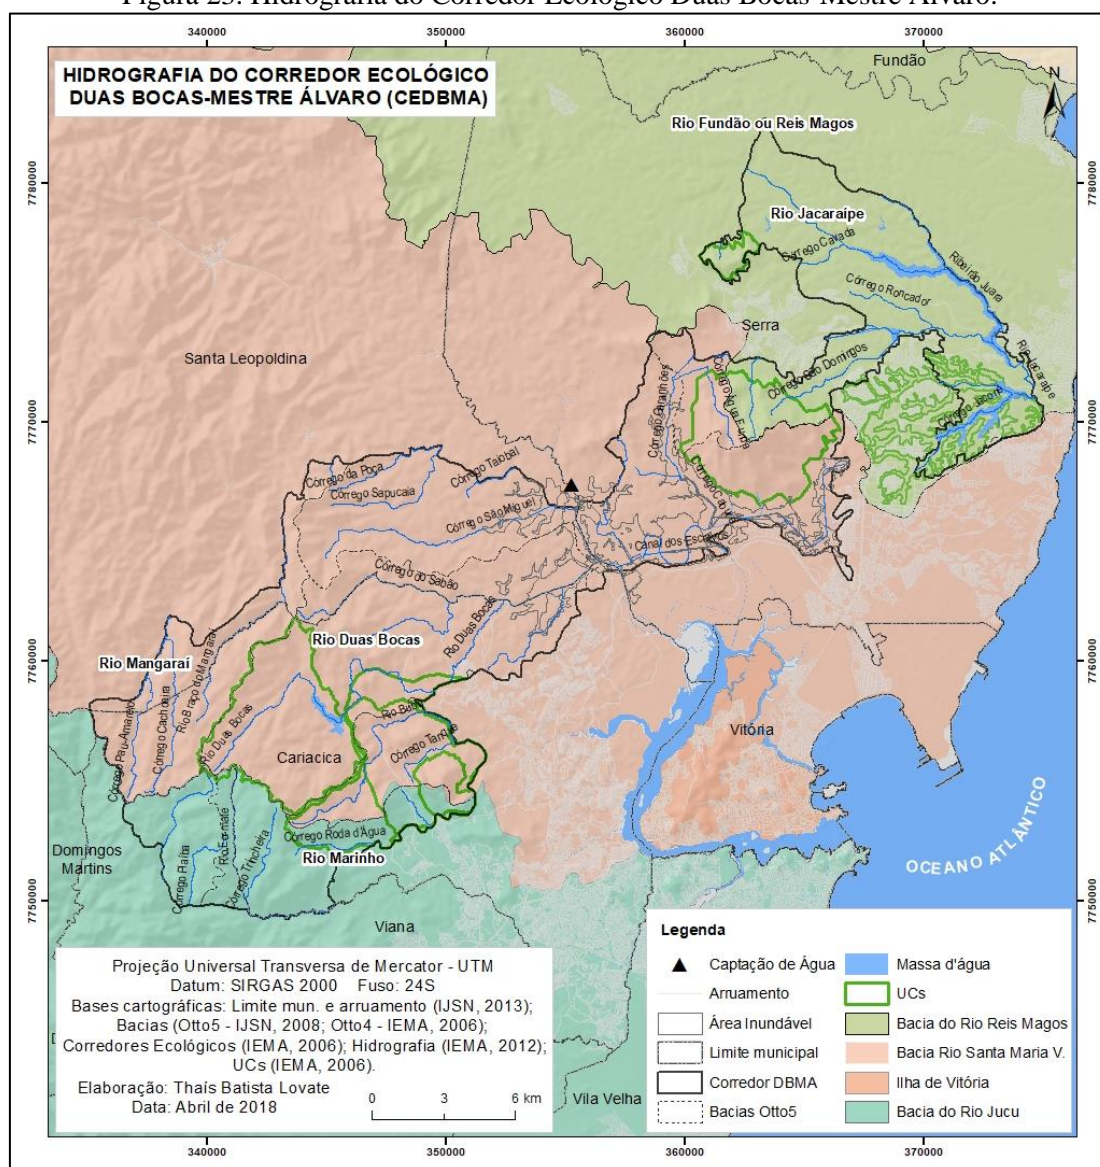 Figura 23: Hidrografia do Corredor Ecológico Duas Bocas-Mestre Álvaro.
340000
350000
360000
370000
HIDROGRAFIA DO CORREDOR ECOLÓGICO
DUAS BOCAS-MESTRE ÁLVARO (CEDBMA)
Fundão
N
Rio Fundão ou Reis Magos
7780000
7780000
Rio Jacaraípe
Córrego Cavada
Ribeirão Juara
Córrego Roncador
Serra
Santa Leopoldina
Rio Jacaraípe
Córrego São Domingos
Córrego Caranhões
Córrego Água Funda
Córrego Jacuné
7770000
7770000
Córrego da Poça
Córrego Taiobal
Córrego Sapucaia
Córrego São Miguel
Canal dos Escravos
Córrego do Sabão
Rio Duas Bocas
Rio Duas Bocas
7760000
7760000
Rio Mangaraí
Rio Braço do Mangaraí
Córrego Pau-Amarelo
Córrego Cachoeira
Rio Duas Bocas
Rio Bubu
Córrego Tanque
Cariacica
Vitória
Córrego Roda d'Água
Rio Marinho
Domingos
Martins
Rio Formate
Córrego Trincheira
OCEANO ATLÂNTICO
7750000
7750000
Viana
Vila Velha
Projeção Universal Transversa de Mercator - UTM
Datum: SIRGAS 2000 Fuso: 24S
Bases cartográficas: Limite mun. e arruamento (IJSN, 2013);
Bacias (Otto5 - IJSN, 2008; Otto4 - IEMA, 2006);
Corredores Ecológicos (IEMA, 2006); Hidrografia (IEMA, 2012);
UCs (IEMA, 2006).
Elaboração: Thaís Batista Lovate
Data: Abril de 2018
0 3 6 km
Legenda
Captação de Água
Arruamento
Área Inundável
Limite municipal
Corredor DBMA
Bacias Otto5
Massa d'água
UCs
Bacia do Rio Reis Magos
Bacia Rio Santa Maria V.
Ilha de Vitória
Bacia do Rio Jucu
340000
350000
360000
370000